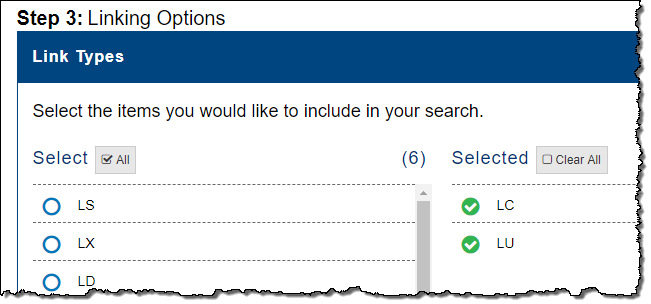 Step 3: Linking Options
Link Types
Select the items you would like to include in your search.
Select All (6) Selected Clear All
LS LC
LX LU
LD